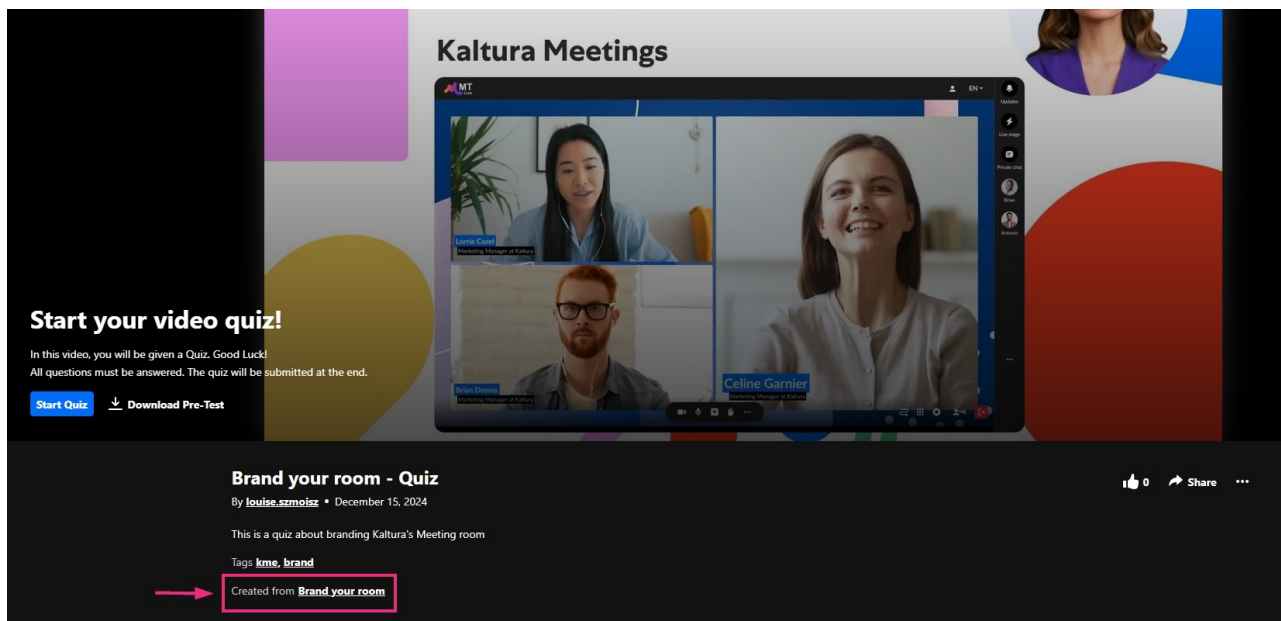 Kaltura Meetings
MT
Live
EN
Updates
Live stage
Private chat
Brian
Antonio
Lorrie Corel
Marketing Manager at Kaltura
Brian Dennis
Marketing Manager at Kaltura
Celine Garnier
Marketing Manager at Kaltura
Start your video quiz!
In this video, you will be given a Quiz. Good Luck!
All questions must be answered. The quiz will be submitted at the end.
Start Quiz Download Pre-Test
Brand your room - Quiz
0 Share ...
By louise.szmoisz • December 15, 2024
This is a quiz about branding Kaltura's Meeting room
Tags kme, brand
Created from Brand your room